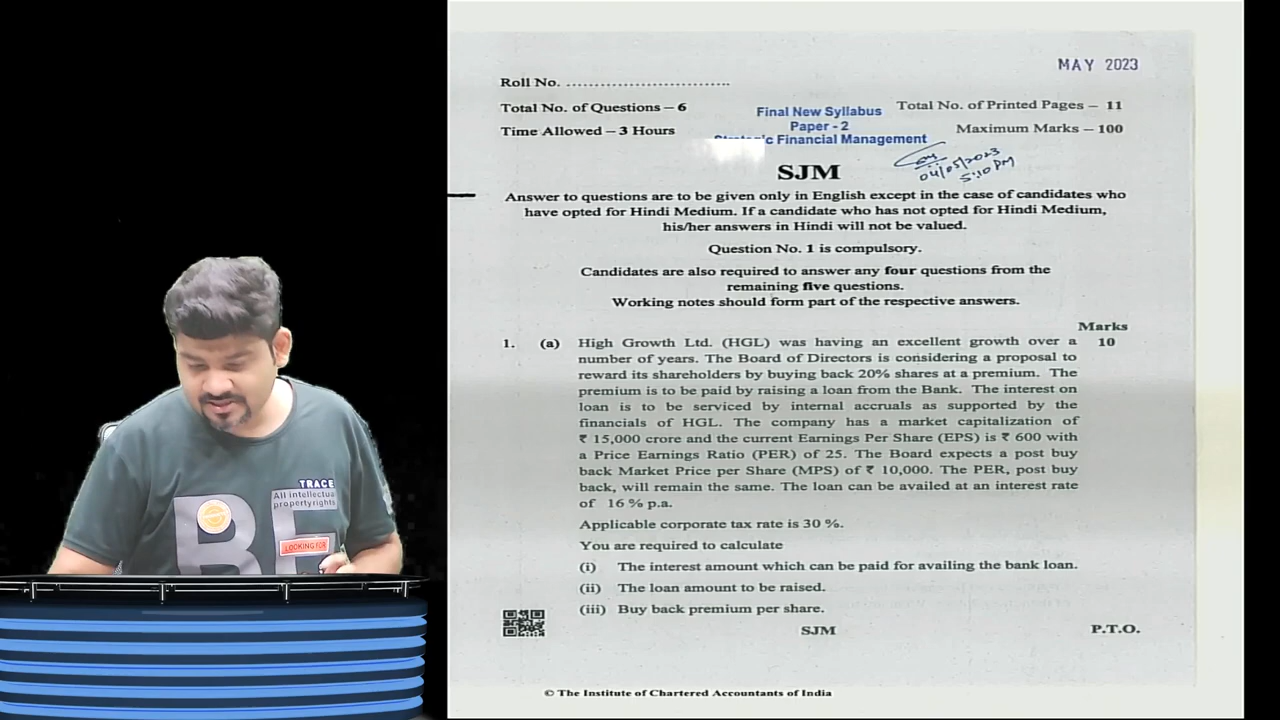 MAY 2023
Roll No. ................................
Total No. of Questions – 6
Final New Syllabus
Total No. of Printed Pages – 11
Time Allowed – 3 Hours
Paper - 2
Maximum Marks – 100
Financial Management
04/05/2023
5:10 PM
SJM
Answer to questions are to be given only in English except in the case of candidates who
have opted for Hindi Medium. If a candidate who has not opted for Hindi Medium,
his/her answers in Hindi will not be valued.
Question No. 1 is compulsory.
Candidates are also required to answer any four questions from the
remaining five questions.
Working notes should form part of the respective answers.
Marks
1. (a) High Growth Ltd. (HGL) was having an excellent growth over a 10
number of years. The Board of Directors is considering a proposal to
reward its shareholders by buying back 20% shares at a premium. The
premium is to be paid by raising a loan from the Bank. The interest on
loan is to be serviced by internal accruals as supported by the
financials of HGL. The company has a market capitalization of
₹ 15,000 crore and the current Earnings Per Share (EPS) is ₹ 600 with
a Price Earnings Ratio (PER) of 25. The Board expects a post buy
back Market Price per Share (MPS) of ₹ 10,000. The PER, post buy
back, will remain the same. The loan can be availed at an interest rate
of 16 % p.a.
Applicable corporate tax rate is 30 %.
You are required to calculate
(i) The interest amount which can be paid for availing the bank loan.
(ii) The loan amount to be raised.
(iii) Buy back premium per share.
SJM
P.T.O.
© The Institute of Chartered Accountants of India
TRACE
All intellectual
propertyrights
BE
LOOKING FOR